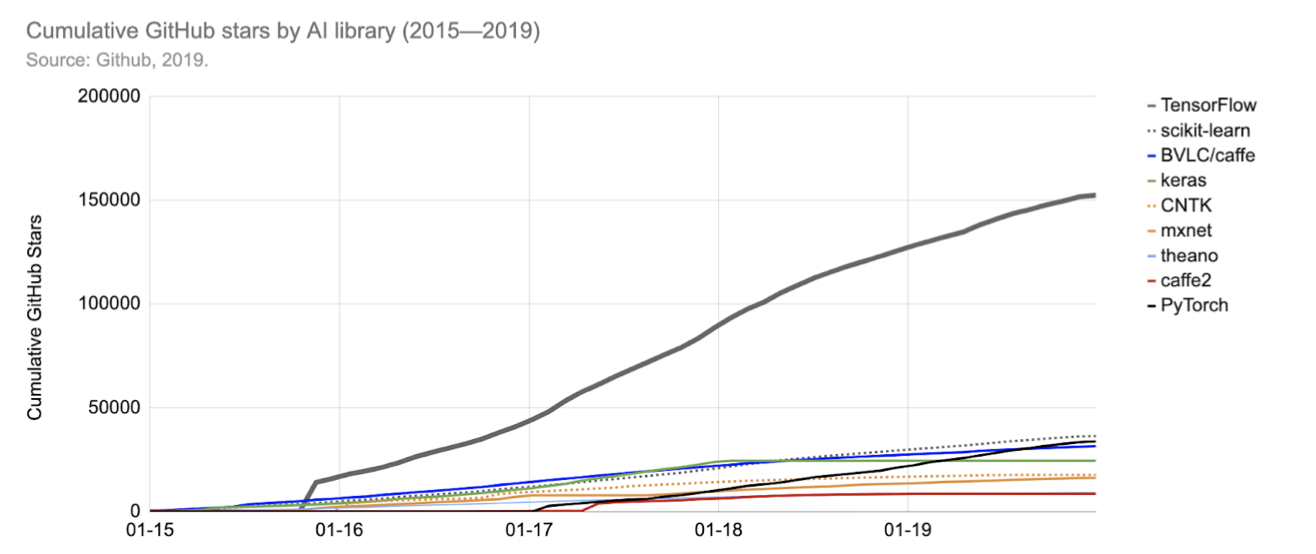 Cumulative GitHub stars by AI library (2015—2019)
Source: Github, 2019.
Cumulative GitHub Stars
200000
150000
100000
50000
0
01-15
01-16
01-17
01-18
01-19
TensorFlow
scikit-learn
BVLC/caffe
keras
CNTK
mxnet
theano
caffe2
PyTorch